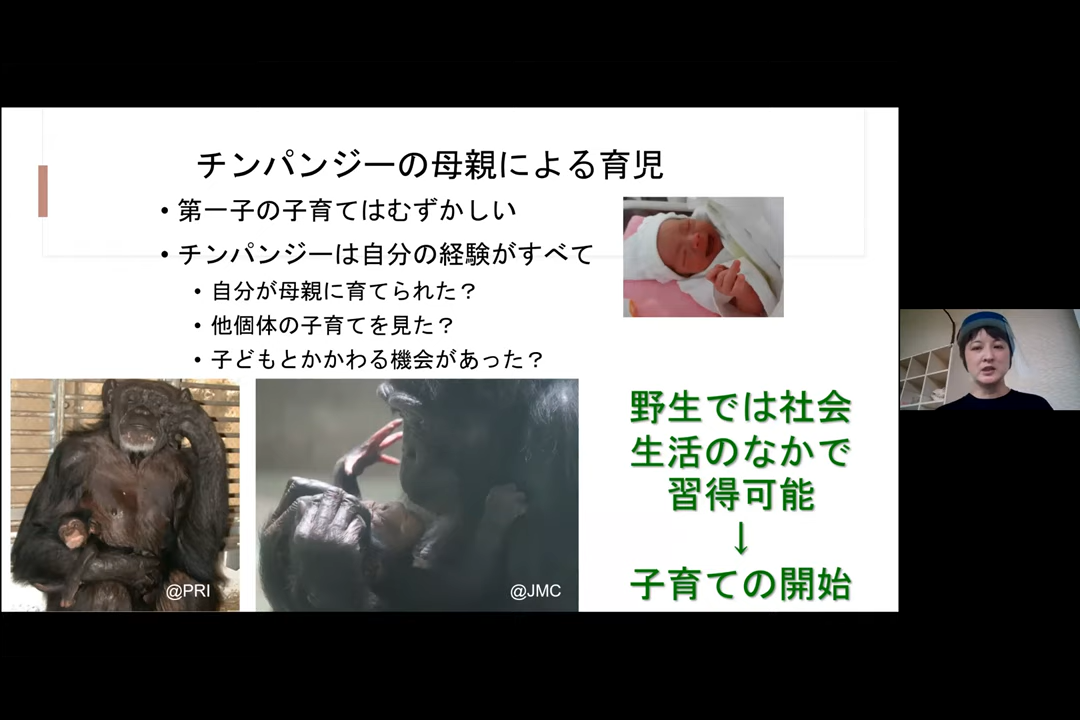 チンパンジーの母親による育児
• 第一子の子育てはむずかしい
• チンパンジーは自分の経験がすべて
• 自分が母親に育てられた？
• 他個体の子育てを見た？
• 子どもとかかわる機会があった？
@PRI
@JMC
野生では社会
生活のなかで
習得可能
↓
子育ての開始